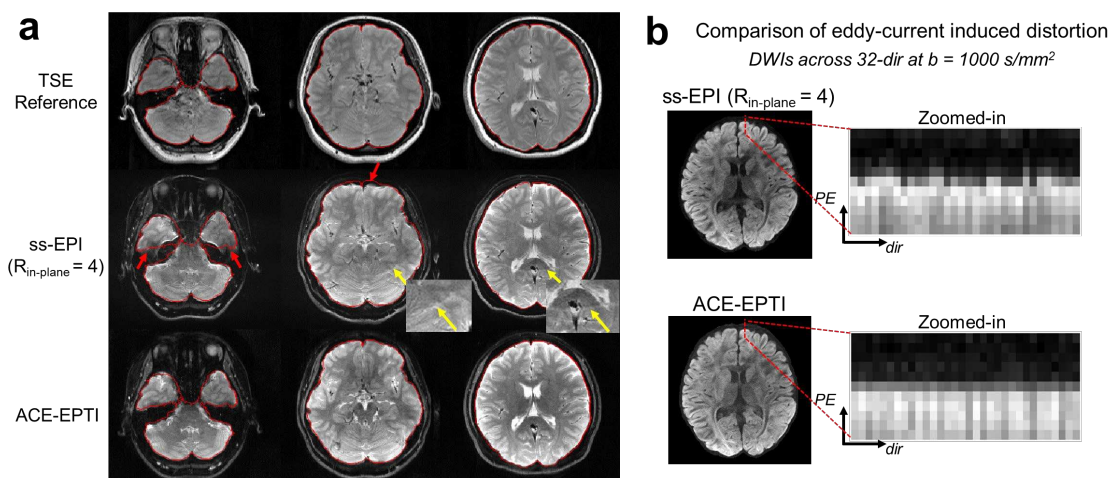 a
TSE
Reference
ss-EPI
(Rin-plane = 4)
ACE-EPTI
b
Comparison of eddy-current induced distortion
DWIs across 32-dir at b = 1000 s/mm²
ss-EPI (Rin-plane = 4)
Zoomed-in
PE
dir
ACE-EPTI
Zoomed-in
PE
dir